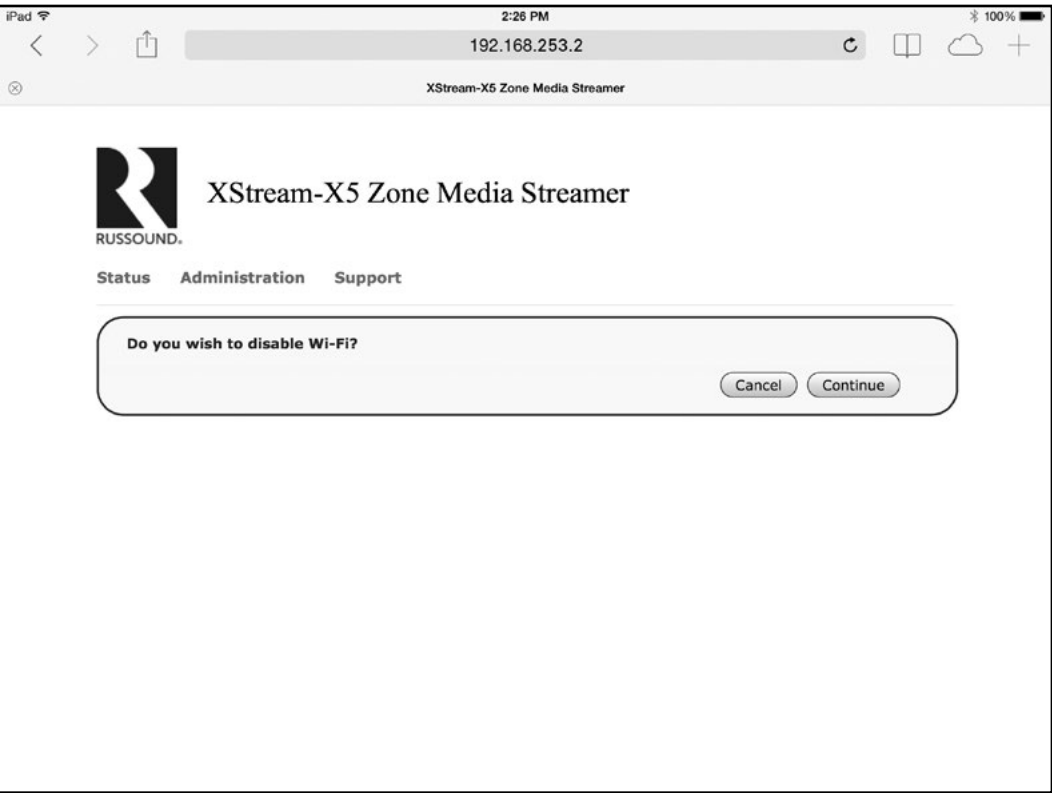 iPad 2:26 PM 100%
192.168.253.2
XStream-X5 Zone Media Streamer
XStream-X5 Zone Media Streamer
RUSSOUND®
Status Administration Support
Do you wish to disable Wi-Fi?
Cancel Continue